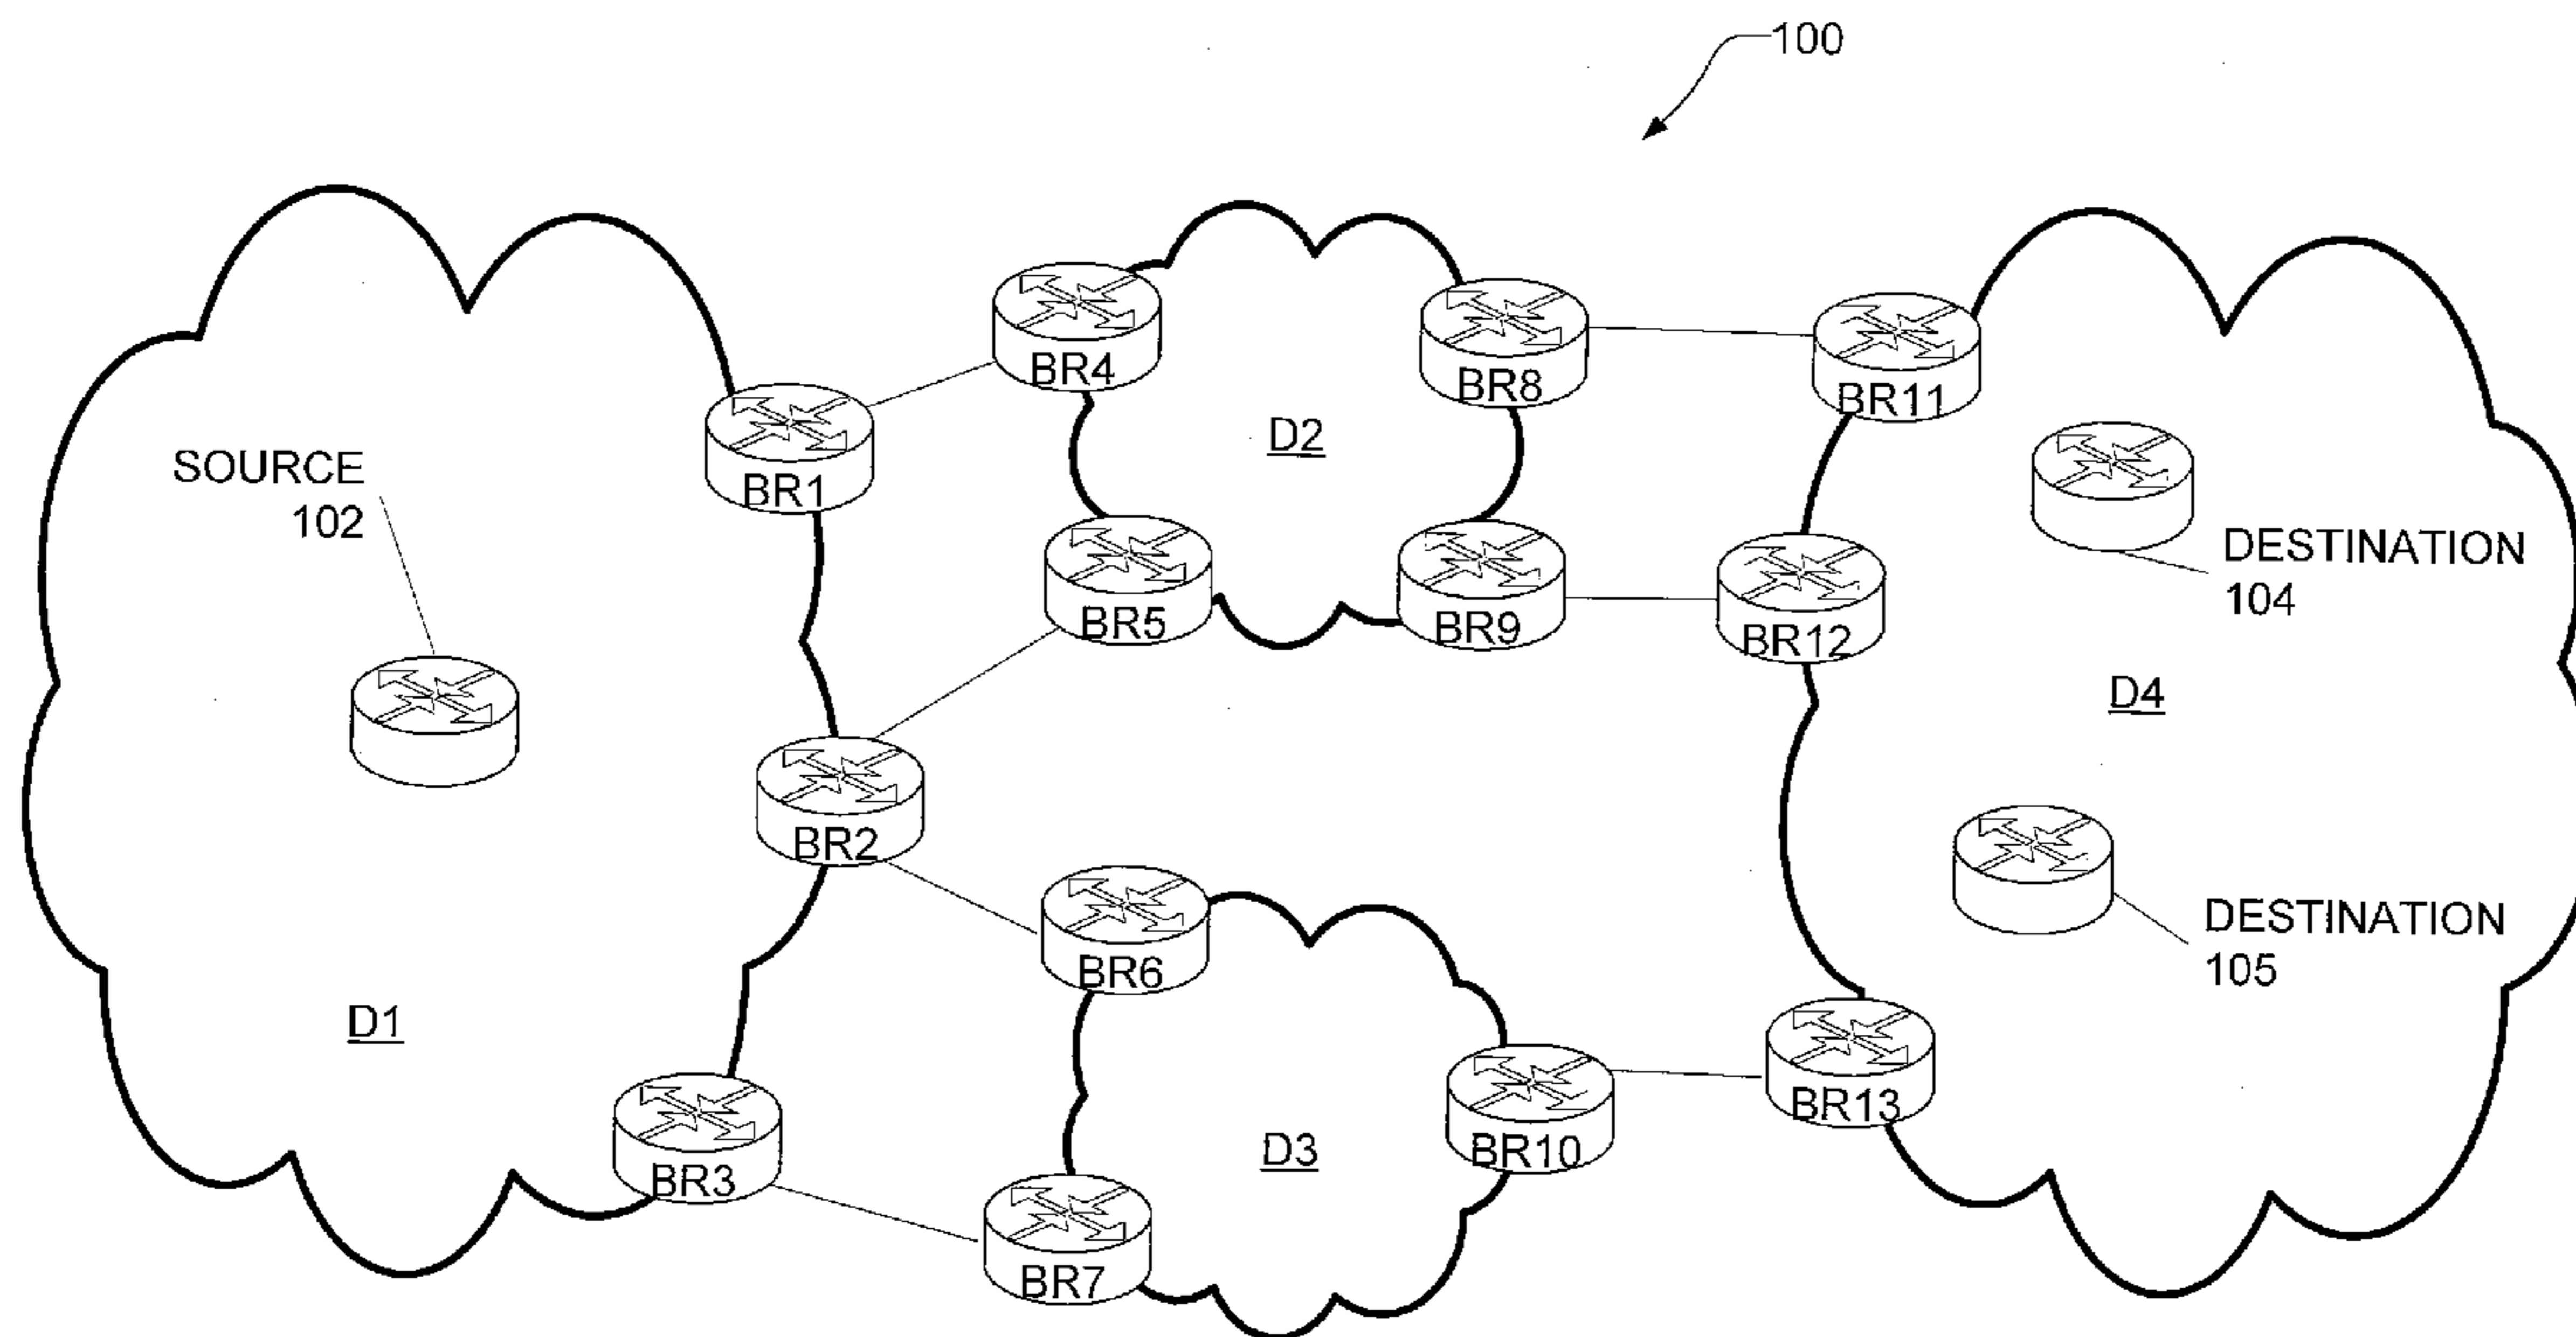 100
BR4
BR8
BR11
D2
BR1
SOURCE
102
DESTINATION
104
BR5
BR9
BR12
D4
BR2
DESTINATION
105
BR6
D1
BR13
BR3
D3
BR10
BR7